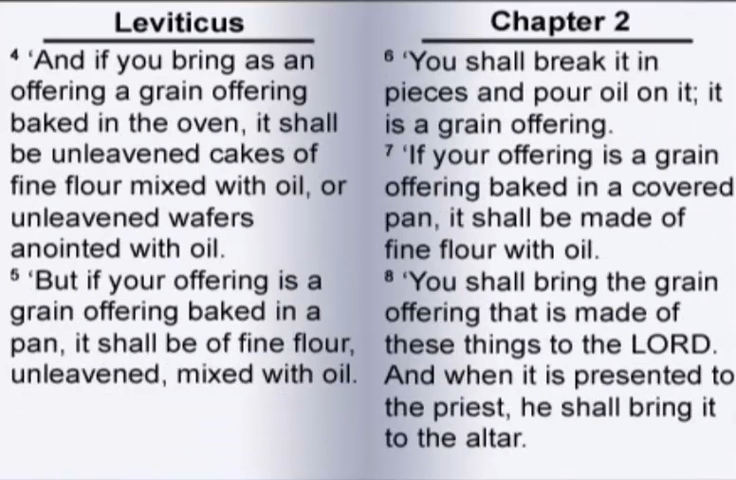 Leviticus
⁴ ‘And if you bring as an
offering a grain offering
baked in the oven, it shall
be unleavened cakes of
fine flour mixed with oil, or
unleavened wafers
anointed with oil.
⁵ ‘But if your offering is a
grain offering baked in a
pan, it shall be of fine flour,
unleavened, mixed with oil.
Chapter 2
⁶ ‘You shall break it in
pieces and pour oil on it; it
is a grain offering.
⁷ ‘If your offering is a grain
offering baked in a covered
pan, it shall be made of
fine flour with oil.
⁸ ‘You shall bring the grain
offering that is made of
these things to the LORD.
And when it is presented to
the priest, he shall bring it
to the altar.